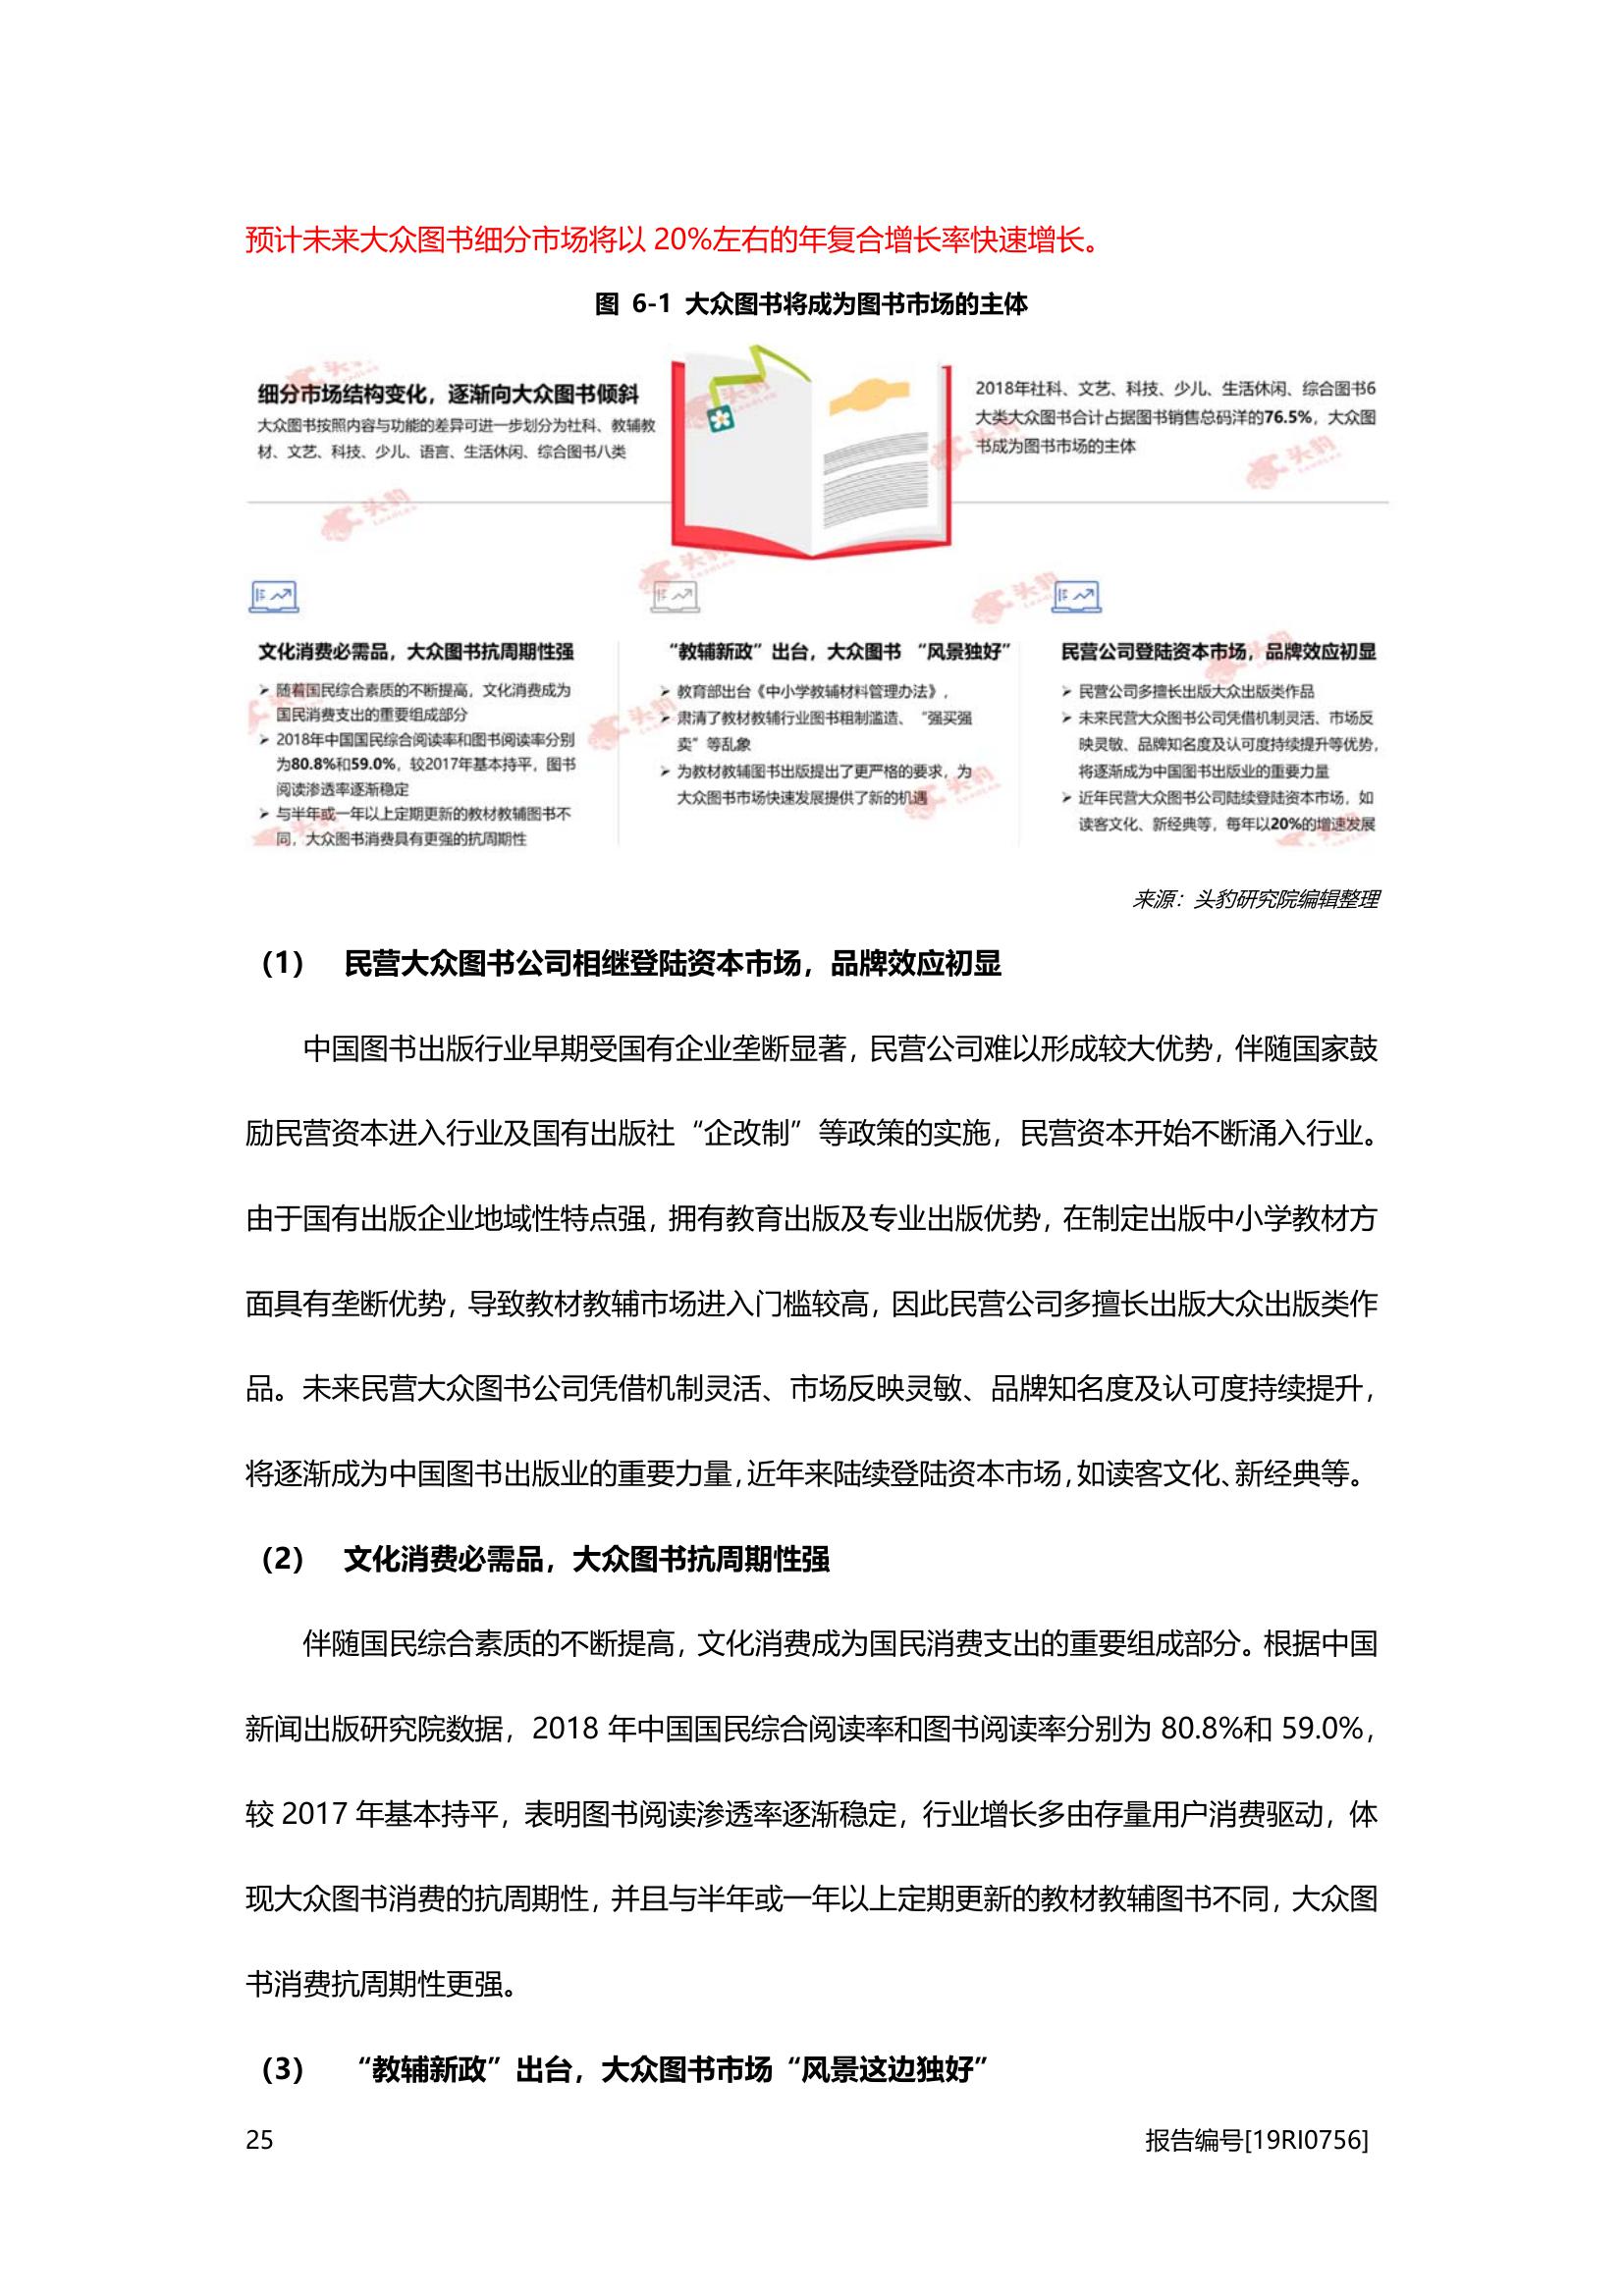 预计未来大众图书细分市场将以 20%左右的年复合增长率快速增长。
图 6-1 大众图书将成为图书市场的主体
细分市场结构变化，逐渐向大众图书倾斜
大众图书按照内容与功能的差异可进一步划分为社科、教辅教
材、文艺、科技、少儿、语言、生活休闲、综合图书八类
2018年社科、文艺、科技、少儿、生活休闲、综合图书6
大类大众图书合计占据图书销售总码洋的76.5%，大众图
书成为图书市场的主体
文化消费必需品，大众图书抗周期性强
➢ 随着国民综合素质的不断提高，文化消费成为
国民消费支出的重要组成部分
➢ 2018年中国国民综合阅读率和图书阅读率分别
为80.8%和59.0%，较2017年基本持平，图书
阅读渗透率逐渐稳定
➢ 与半年或一年以上定期更新的教材教辅图书不
同，大众图书消费具有更强的抗周期性
“教辅新政”出台，大众图书 “风景独好”
➢ 教育部出台《中小学教辅材料管理办法》，
➢ 肃清了教材教辅行业图书粗制滥造、“强买强
卖”等乱象
➢ 为教材教辅图书出版提出了更严格的要求，为
大众图书市场快速发展提供了新的机遇
民营公司登陆资本市场，品牌效应初显
➢ 民营公司多擅长出版大众出版类作品
➢ 未来民营大众图书公司凭借机制灵活、市场反
映灵敏、品牌知名度及认可度持续提升等优势，
将逐渐成为中国图书出版业的重要力量
➢ 近年民营大众图书公司陆续登陆资本市场，如
读客文化、新经典等，每年以20%的增速发展
来源：头豹研究院编辑整理
（1） 民营大众图书公司相继登陆资本市场，品牌效应初显
中国图书出版行业早期受国有企业垄断显著，民营公司难以形成较大优势，伴随国家鼓
励民营资本进入行业及国有出版社“企改制”等政策的实施，民营资本开始不断涌入行业。
由于国有出版企业地域性特点强，拥有教育出版及专业出版优势，在制定出版中小学教材方
面具有垄断优势，导致教材教辅市场进入门槛较高，因此民营公司多擅长出版大众出版类作
品。未来民营大众图书公司凭借机制灵活、市场反映灵敏、品牌知名度及认可度持续提升，
将逐渐成为中国图书出版业的重要力量，近年来陆续登陆资本市场，如读客文化、新经典等。
（2） 文化消费必需品，大众图书抗周期性强
伴随国民综合素质的不断提高，文化消费成为国民消费支出的重要组成部分。根据中国
新闻出版研究院数据，2018 年中国国民综合阅读率和图书阅读率分别为 80.8%和 59.0%，
较 2017 年基本持平，表明图书阅读渗透率逐渐稳定，行业增长多由存量用户消费驱动，体
现大众图书消费的抗周期性，并且与半年或一年以上定期更新的教材教辅图书不同，大众图
书消费抗周期性更强。
（3） “教辅新政”出台，大众图书市场“风景这边独好”
25
报告编号[19RI0756]